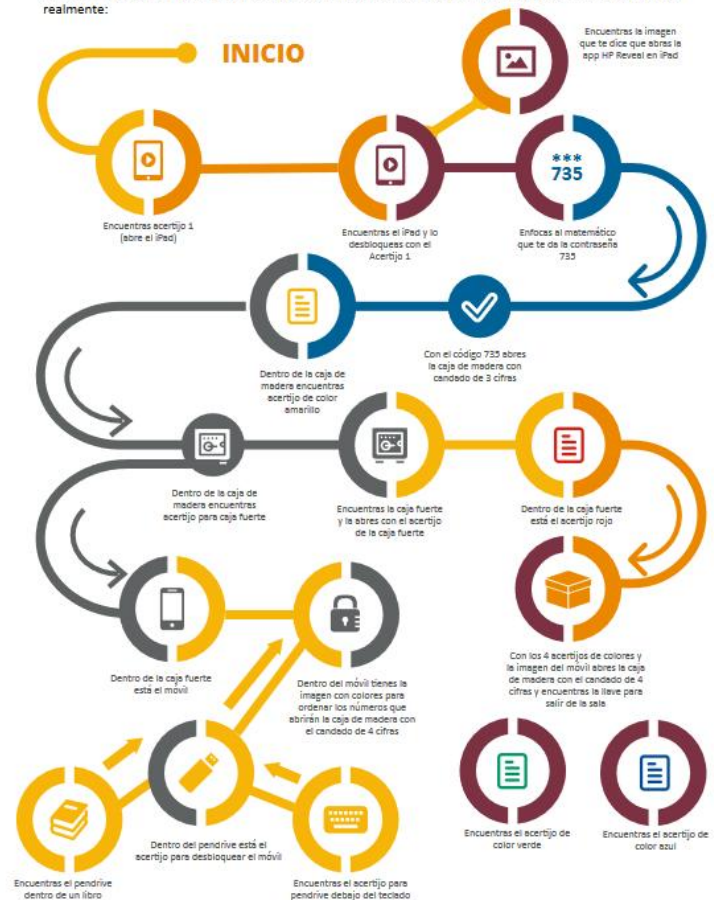 realmente:
INICIO
Encuentras la imagen
que te dice que abras la
app HP Reveal en iPad
Encuentras acertijo 1
(abre el iPad)
Encuentras el iPad y lo
desbloqueas con el
Acertijo 1
***
735
Enfocas al matemático
que te da la contraseña
735
Dentro de la caja de
madera encuentras
acertijo de color
amarillo
Con el código 735 abres
la caja de madera con
candado de 3 cifras
Dentro de la caja de
madera encuentras
acertijo para caja fuerte
Encuentras la caja fuerte
y la abres con el acertijo
de la caja fuerte
Dentro de la caja fuerte
está el acertijo rojo
Dentro de la caja fuerte
está el móvil
Dentro del móvil tienes la
imagen con colores para
ordenar los números que
abrirán la caja de madera con
el candado de 4 cifras
Con los 4 acertijos de colores y
la imagen del móvil abres la caja
de madera con el candado de 4
cifras y encuentras la llave para
salir de la sala
Dentro del pendrive está el
acertijo para desbloquear el móvil
Encuentras el acertijo de
color verde
Encuentras el acertijo de
color azul
Encuentras el pendrive
dentro de un libro
Encuentras el acertijo para
pendrive debajo del teclado